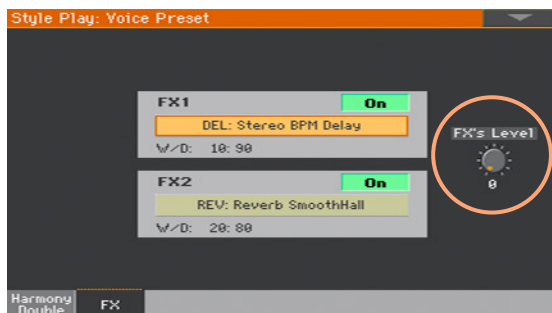 Style Play: Voice Preset
FX1 On
DEL: Stereo BPM Delay
W/D: 10:90
FX's Level
0
FX2 On
REV: Reverb SmoothHall
W/D: 20:80
Harmony
Double
FX